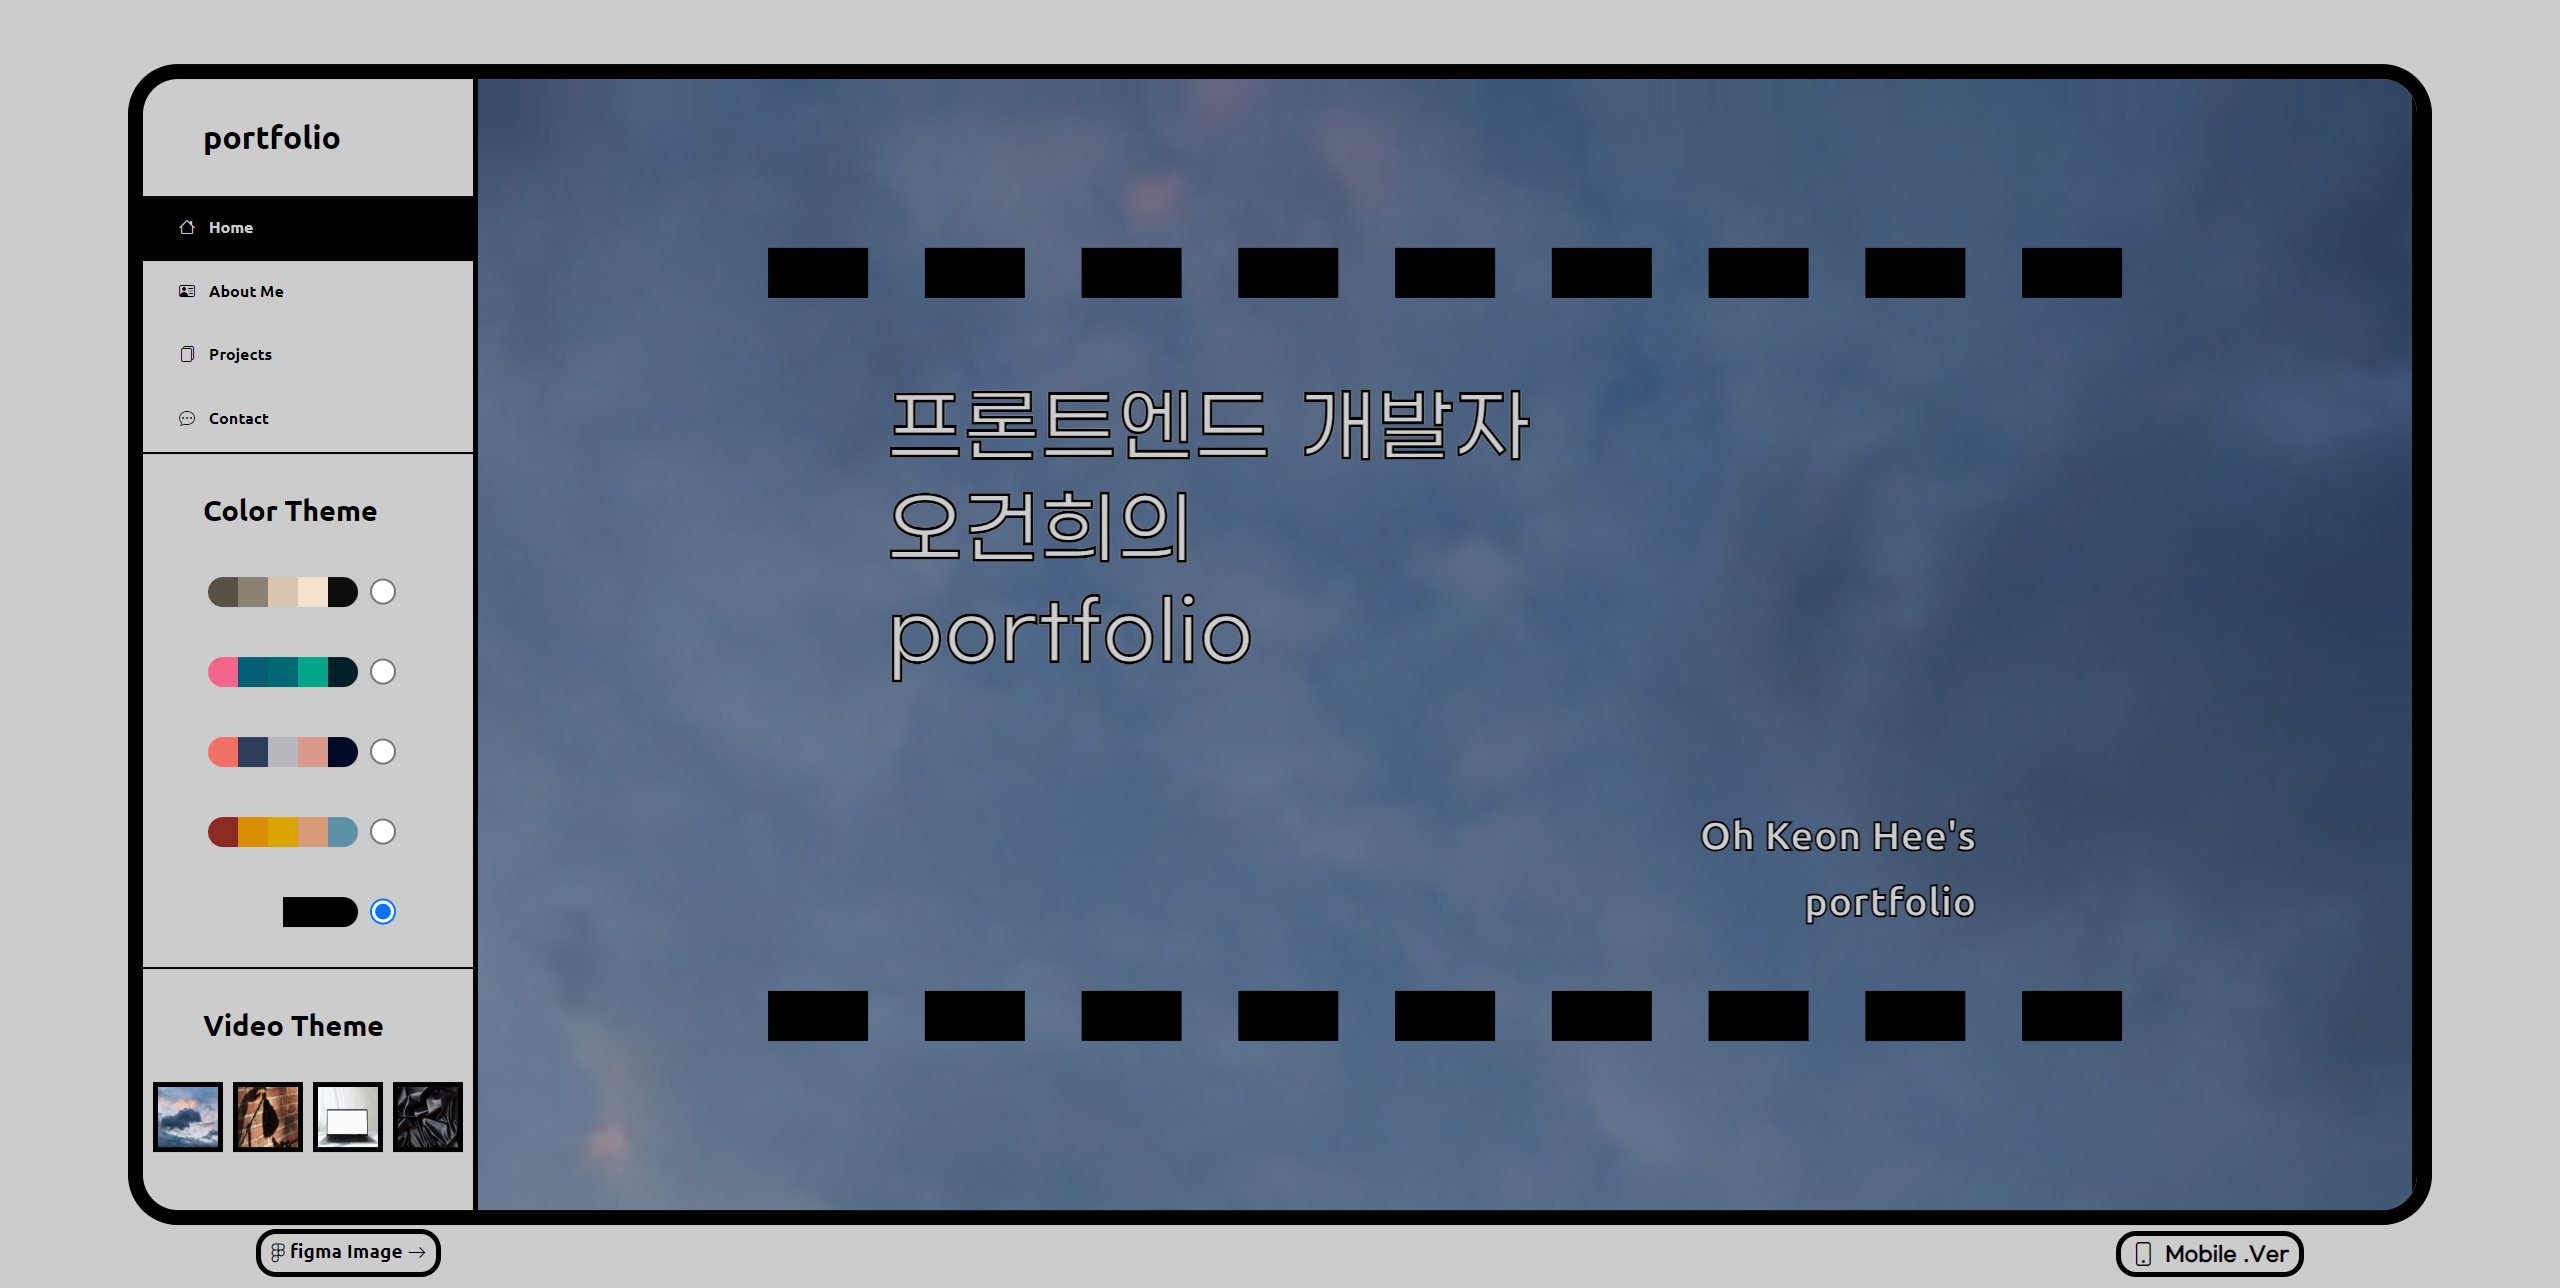 portfolio
Home
About Me
Projects
Contact
Color Theme
Video Theme
프론트엔드 개발자
오건희의
portfolio
Oh Keon Hee's
portfolio
figma Image →
Mobile .Ver